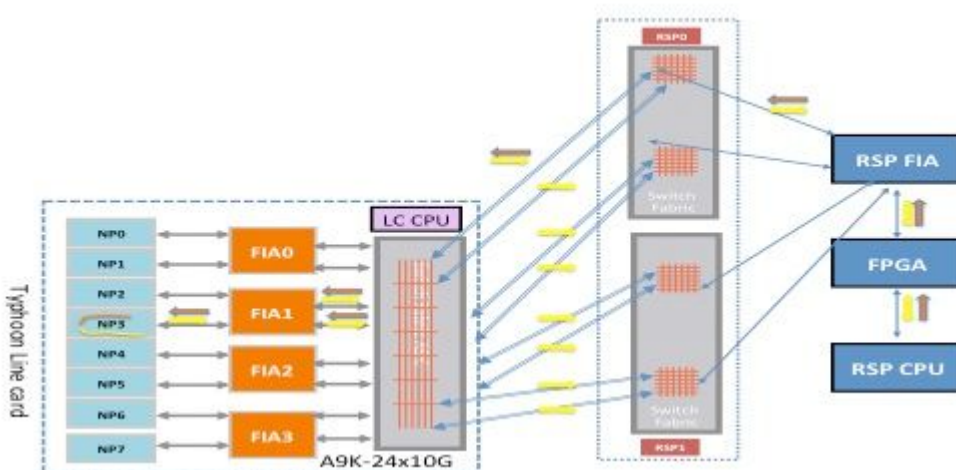 RSP0
Switch
Fabric
RSP FIA
FPGA
RSP CPU
Switch
Fabric
RSP1
LC CPU
NP0
NP1
NP2
NP3
NP4
NP5
NP6
NP7
FIA0
FIA1
FIA2
FIA3
A9K-24x10G
Typhoon Line card